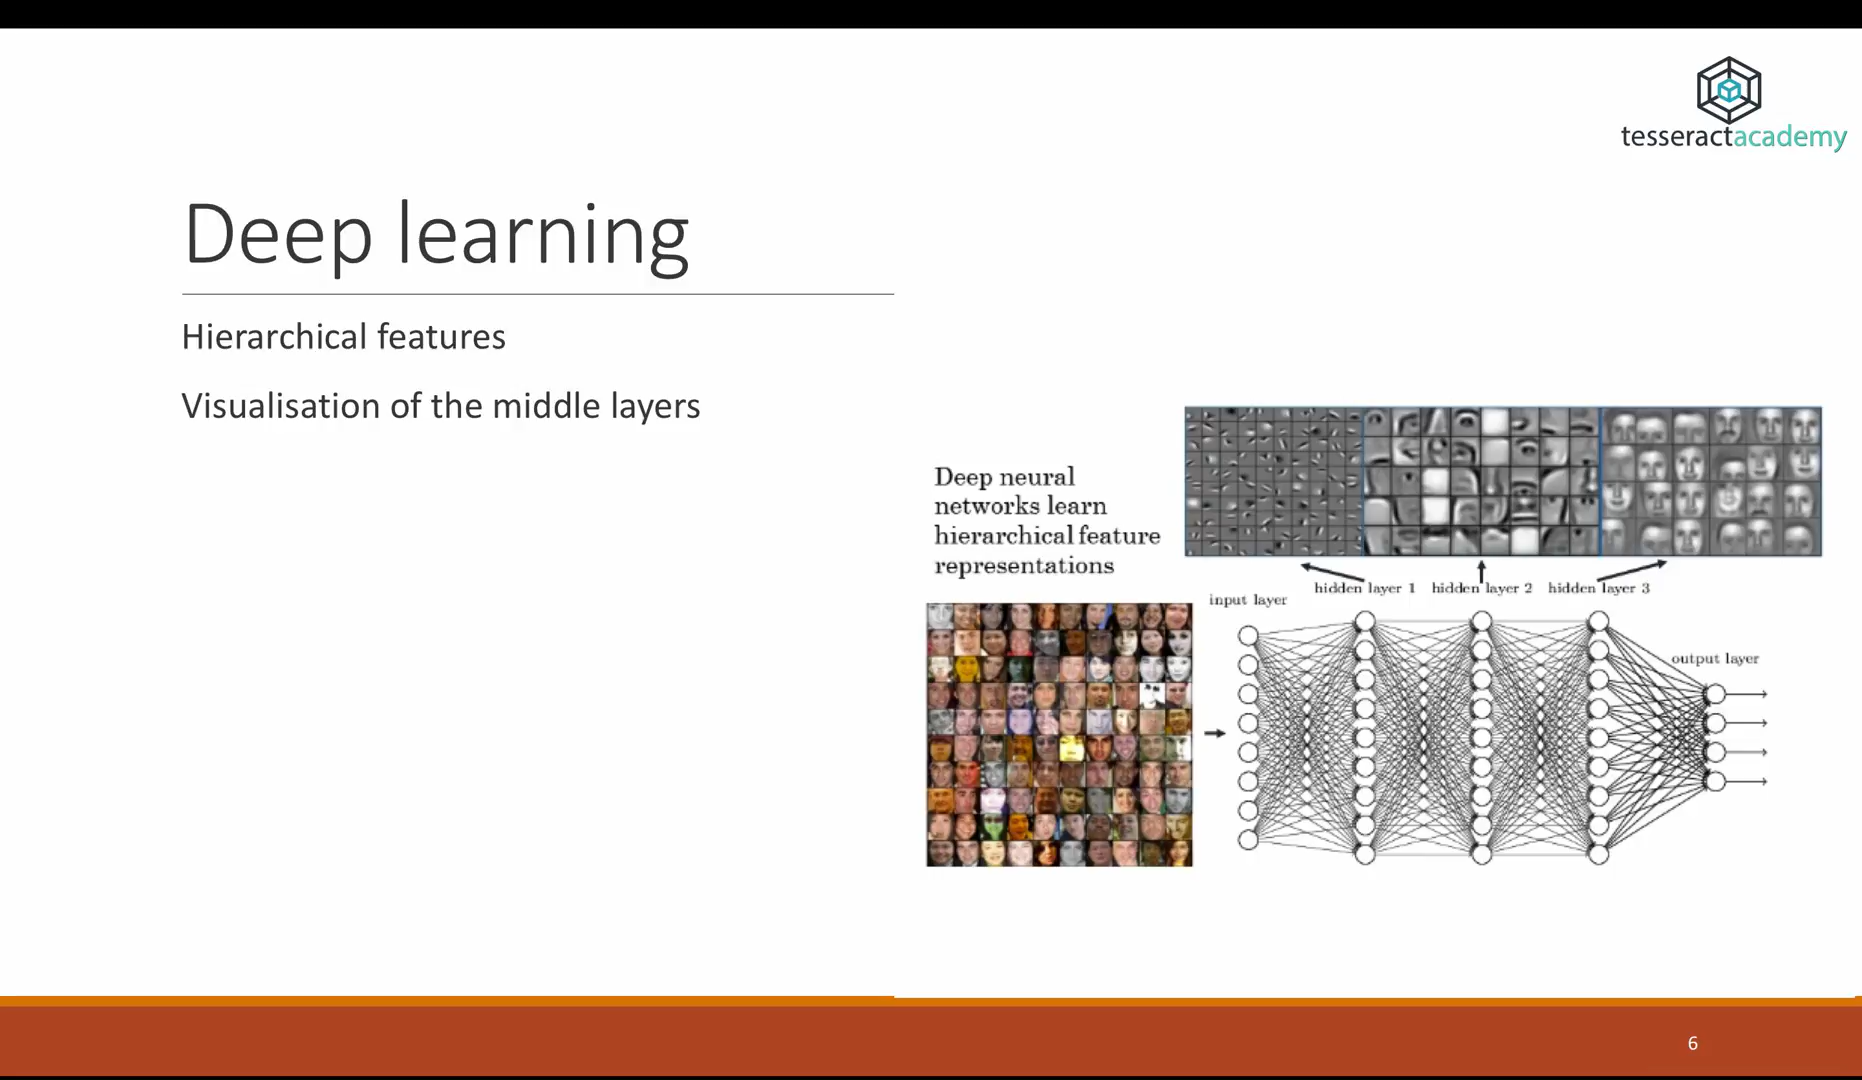 tesseractacademy
Deep learning
Hierarchical features
Visualisation of the middle layers
Deep neural
networks learn
hierarchical feature
representations
hidden layer 1
hidden layer 2
hidden layer 3
input layer
output layer
6